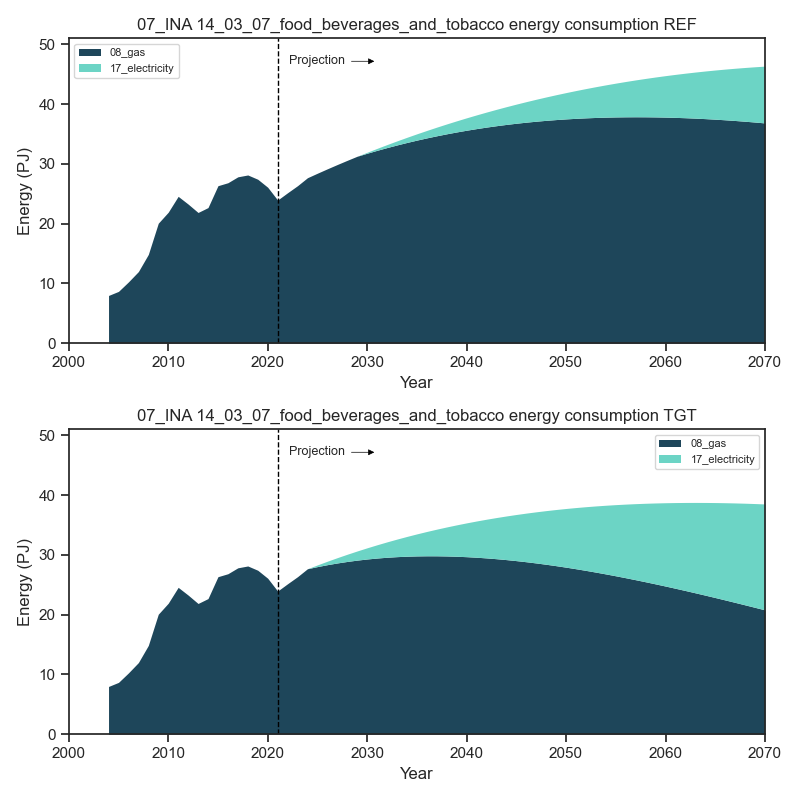 07_INA 14_03_07_food_beverages_and_tobacco energy consumption REF
08_gas
17_electricity
Projection
50
40
30
20
10
0
Energy (PJ)
2000 2010 2020 2030 2040 2050 2060 2070
Year
07_INA 14_03_07_food_beverages_and_tobacco energy consumption TGT
Projection
08_gas
17_electricity
50
40
30
20
10
0
Energy (PJ)
2000 2010 2020 2030 2040 2050 2060 2070
Year